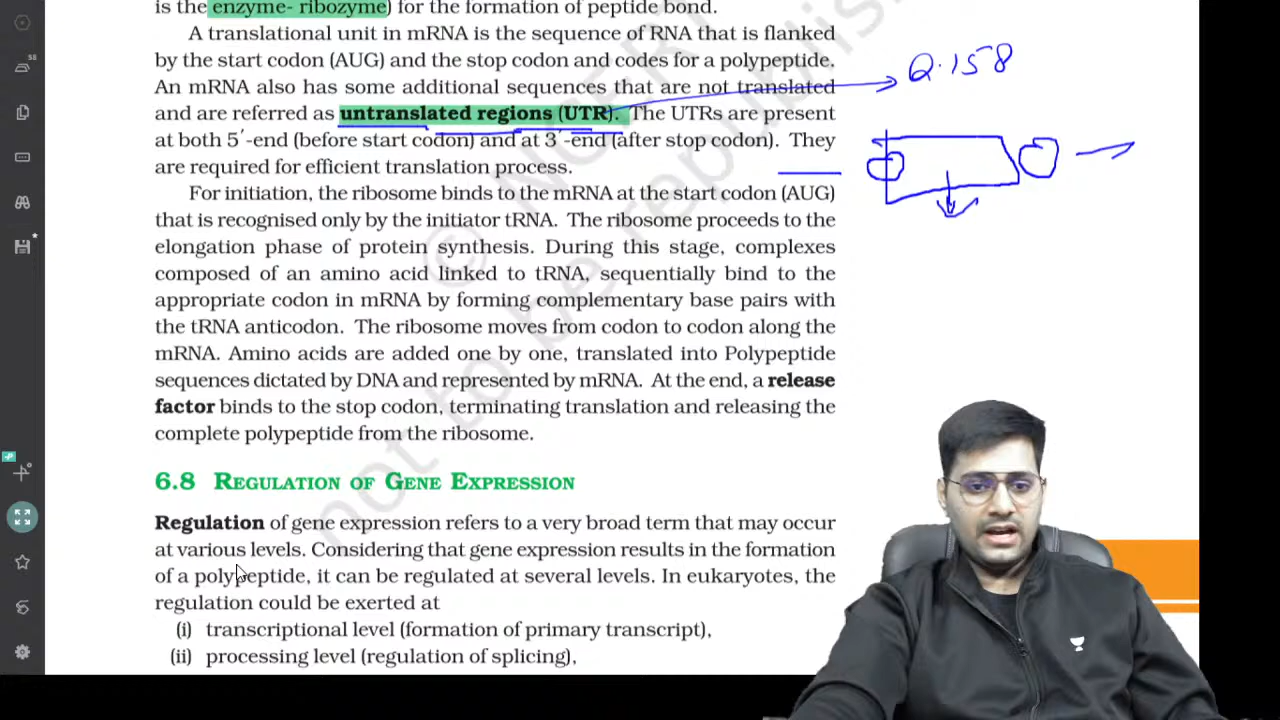 is the enzyme- ribozyme) for the formation of peptide bond.
A translational unit in mRNA is the sequence of RNA that is flanked
by the start codon (AUG) and the stop codon and codes for a polypeptide.
An mRNA also has some additional sequences that are not translated
and are referred as untranslated regions (UTR). The UTRs are present
at both 5′-end (before start codon) and at 3′-end (after stop codon). They
are required for efficient translation process.
Q.158
For initiation, the ribosome binds to the mRNA at the start codon (AUG)
that is recognised only by the initiator tRNA. The ribosome proceeds to the
elongation phase of protein synthesis. During this stage, complexes
composed of an amino acid linked to tRNA, sequentially bind to the
appropriate codon in mRNA by forming complementary base pairs with
the tRNA anticodon. The ribosome moves from codon to codon along the
mRNA. Amino acids are added one by one, translated into Polypeptide
sequences dictated by DNA and represented by mRNA. At the end, a release
factor binds to the stop codon, terminating translation and releasing the
complete polypeptide from the ribosome.
6.8 REGULATION OF GENE EXPRESSION
Regulation of gene expression refers to a very broad term that may occur
at various levels. Considering that gene expression results in the formation
of a polypeptide, it can be regulated at several levels. In eukaryotes, the
regulation could be exerted at
(i) transcriptional level (formation of primary transcript),
(ii) processing level (regulation of splicing),
© NCERT
not to be republis
58